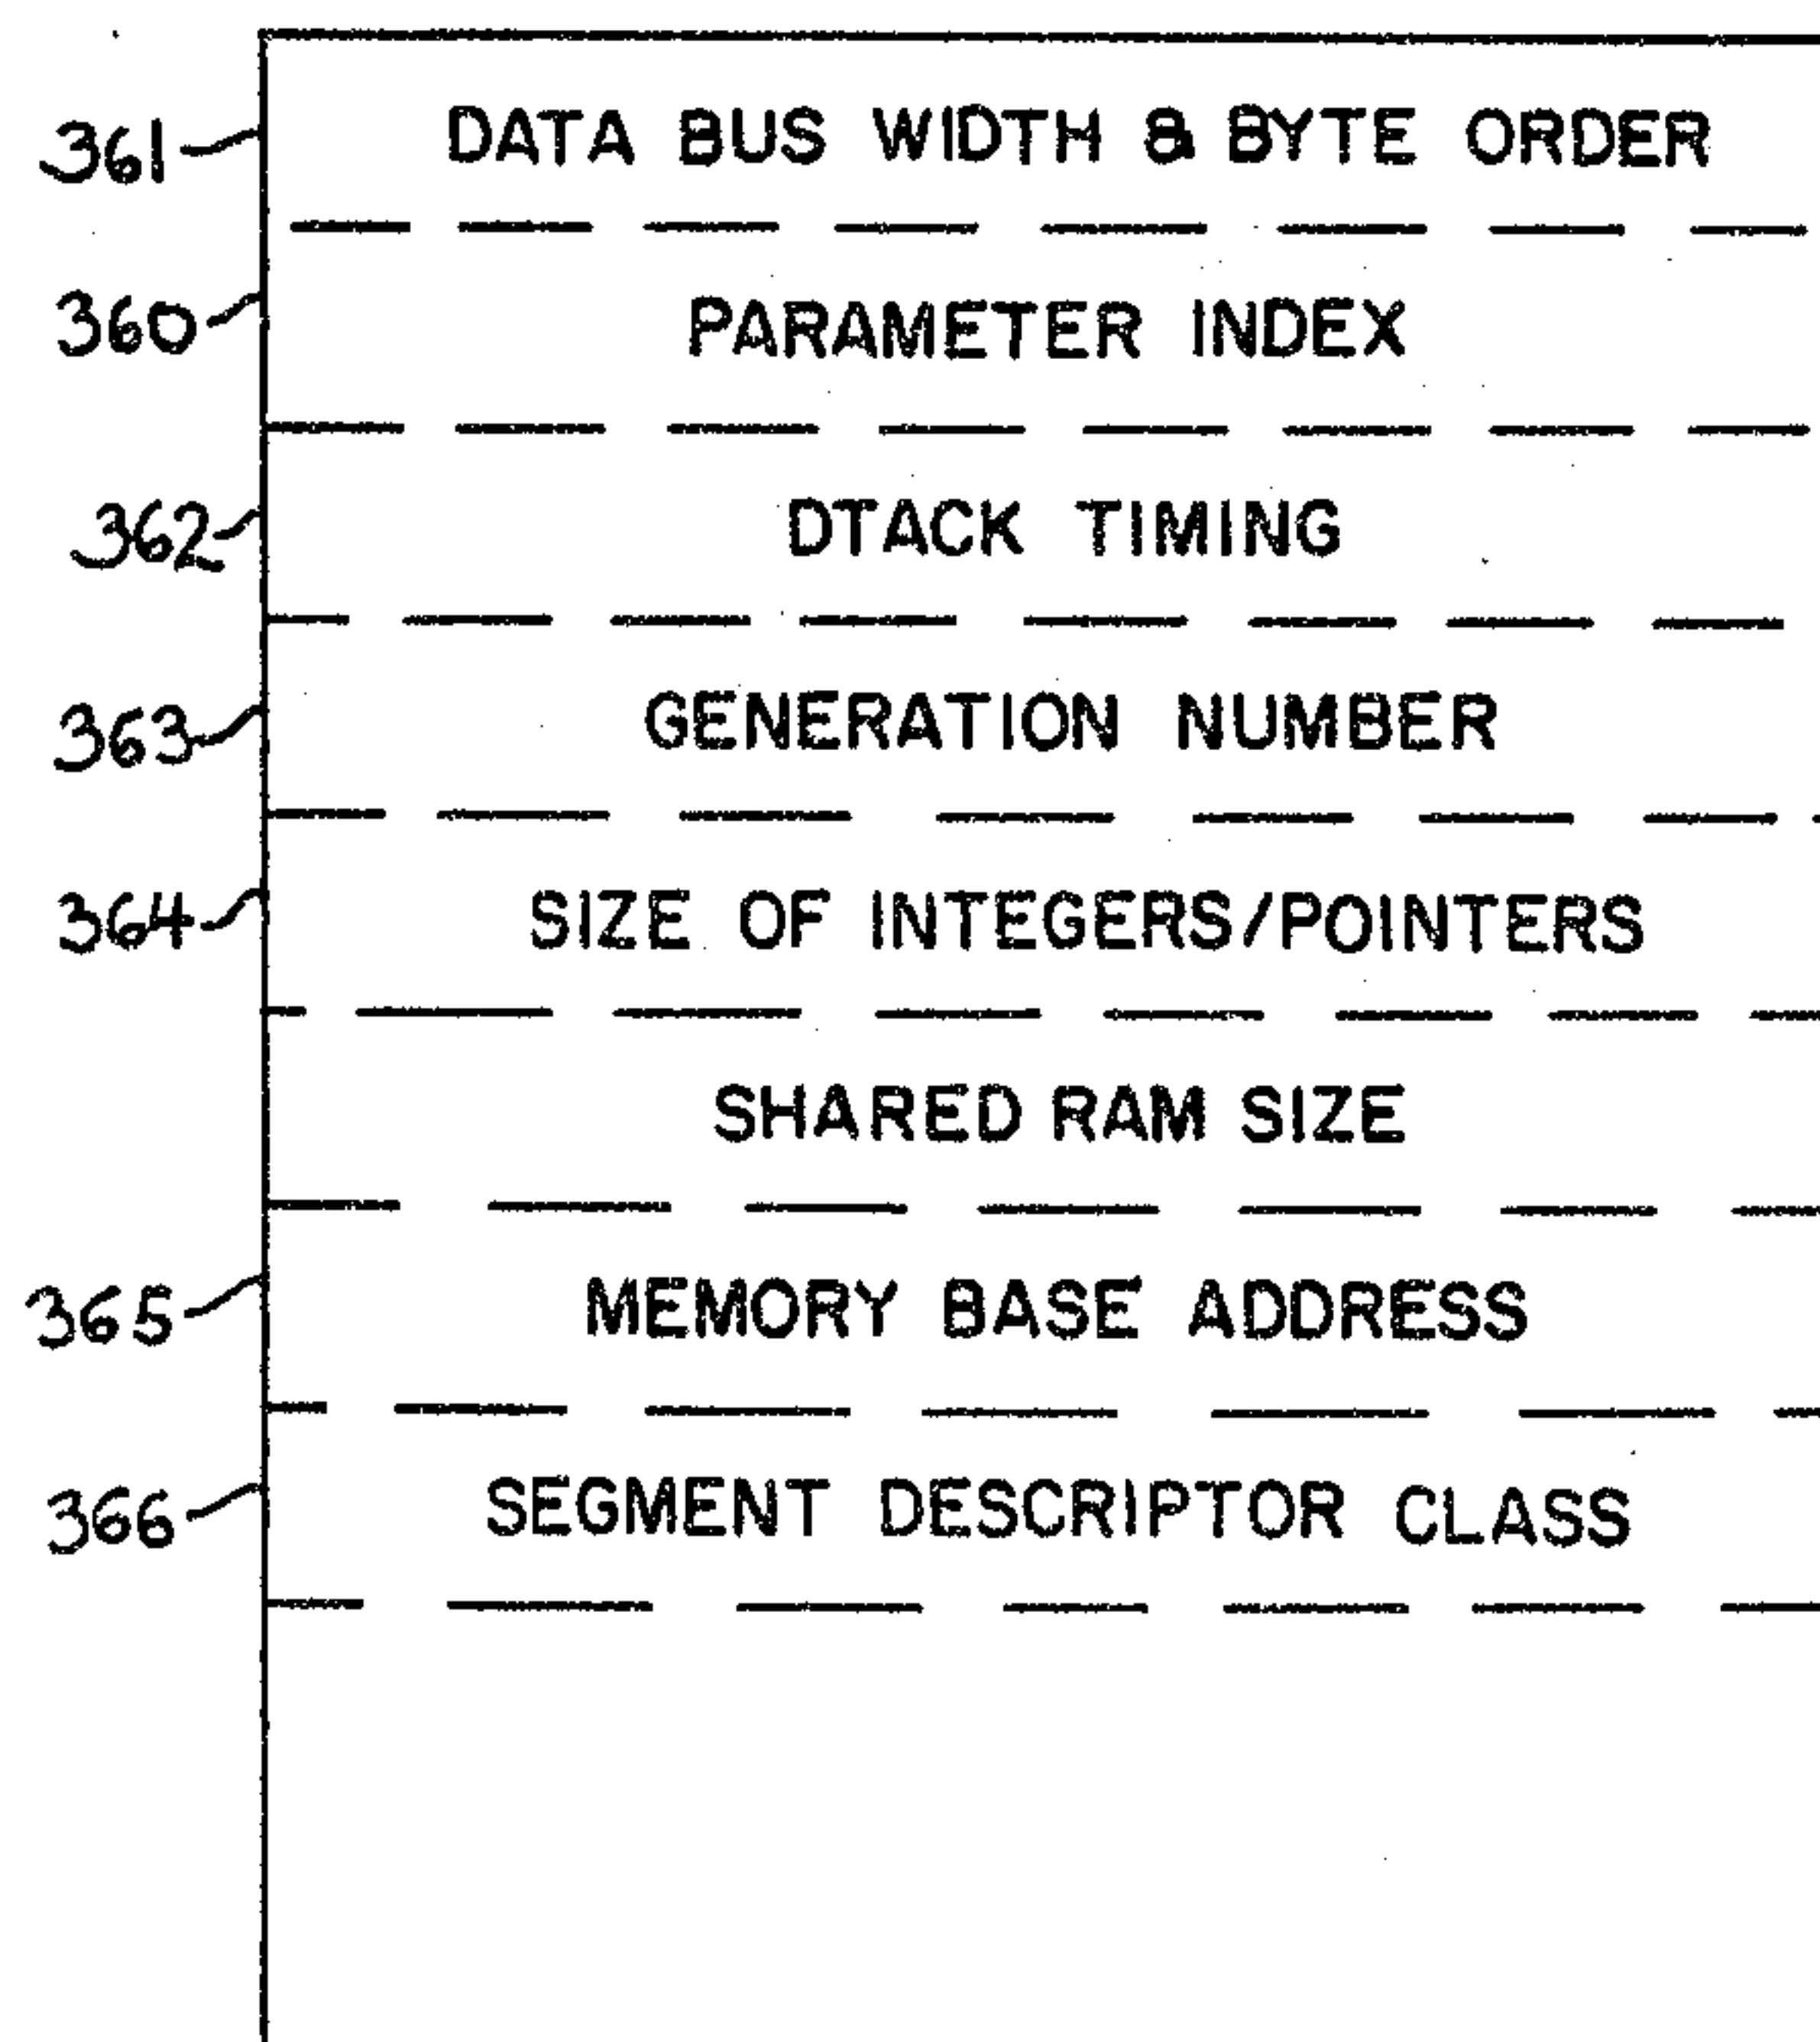 361 DATA BUS WIDTH & BYTE ORDER
360 PARAMETER INDEX
362 DTACK TIMING
363 GENERATION NUMBER
364 SIZE OF INTEGERS/POINTERS
SHARED RAM SIZE
365 MEMORY BASE ADDRESS
366 SEGMENT DESCRIPTOR CLASS